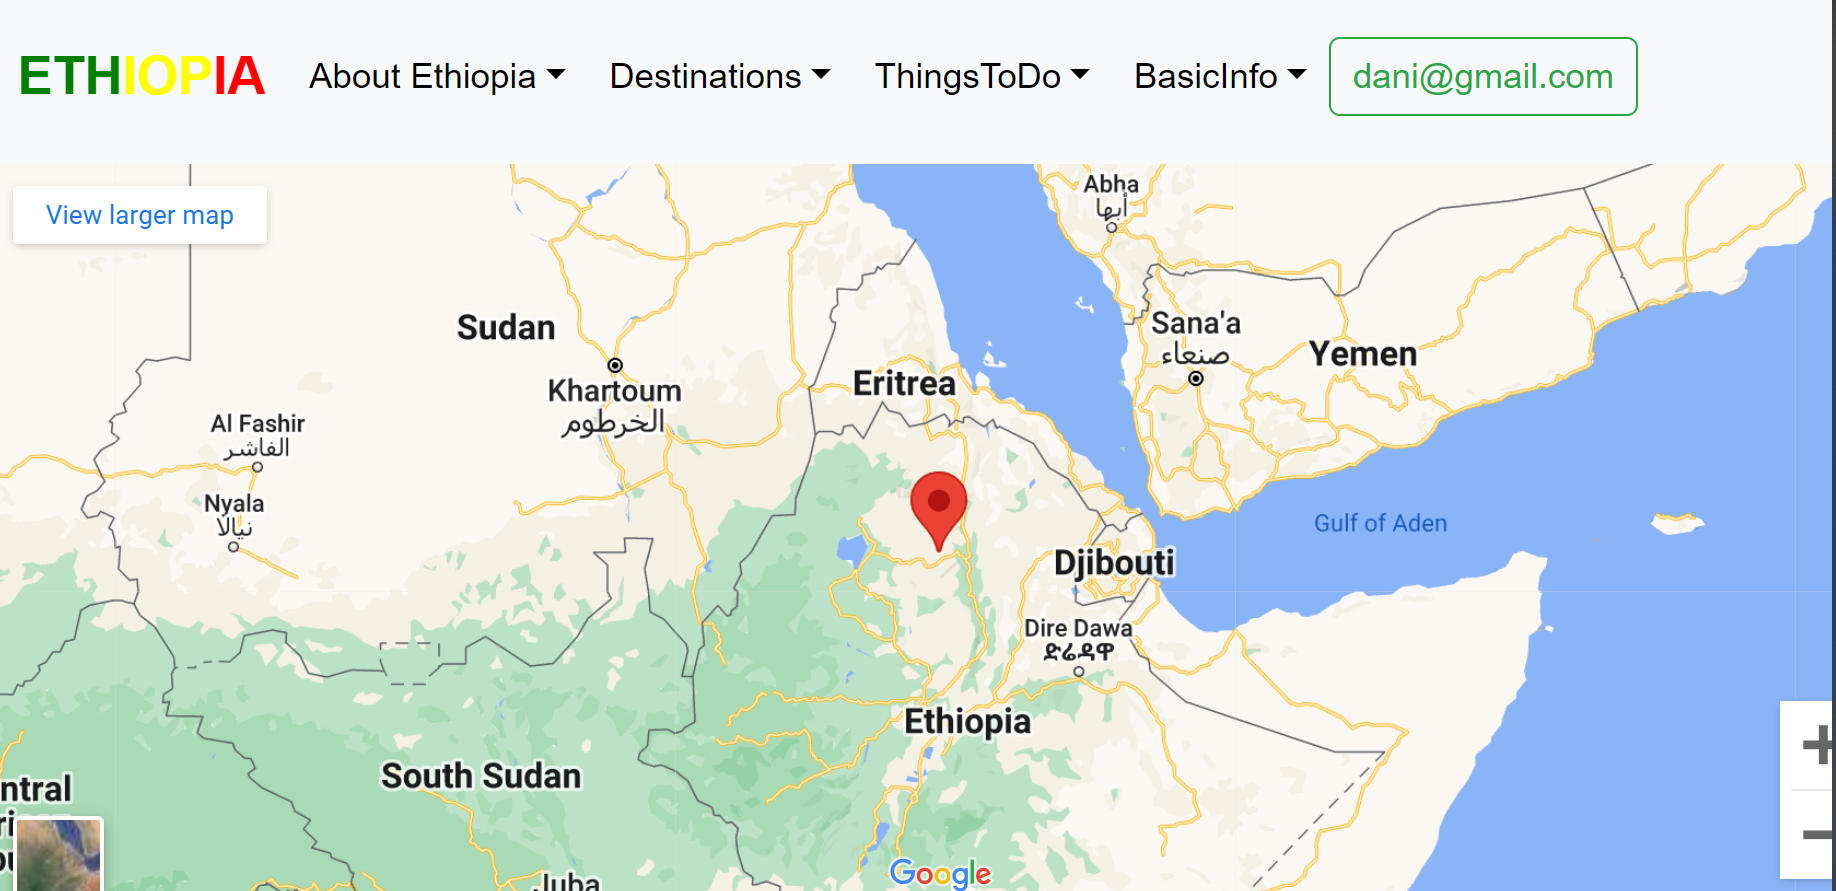 ETHIOPIA About Ethiopia Destinations ThingsToDo BasicInfo dani@gmail.com
View larger map
Abha
أبها
Sudan
Sana'a
صنعاء
Yemen
Khartoum
الخرطوم
Eritrea
Al Fashir
الفاشر
Nyala
نيالا
Gulf of Aden
Djibouti
Dire Dawa
ድሬዳዋ
Ethiopia
South Sudan
ntral
Juba
Google